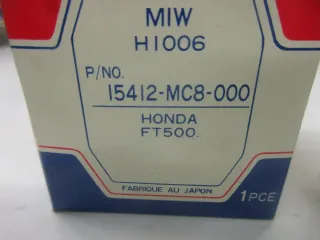 MIW
H1006
P/NO.
15412-MC8-000
HONDA
FT500.
FABRIQUE AU JAPON
1PCE